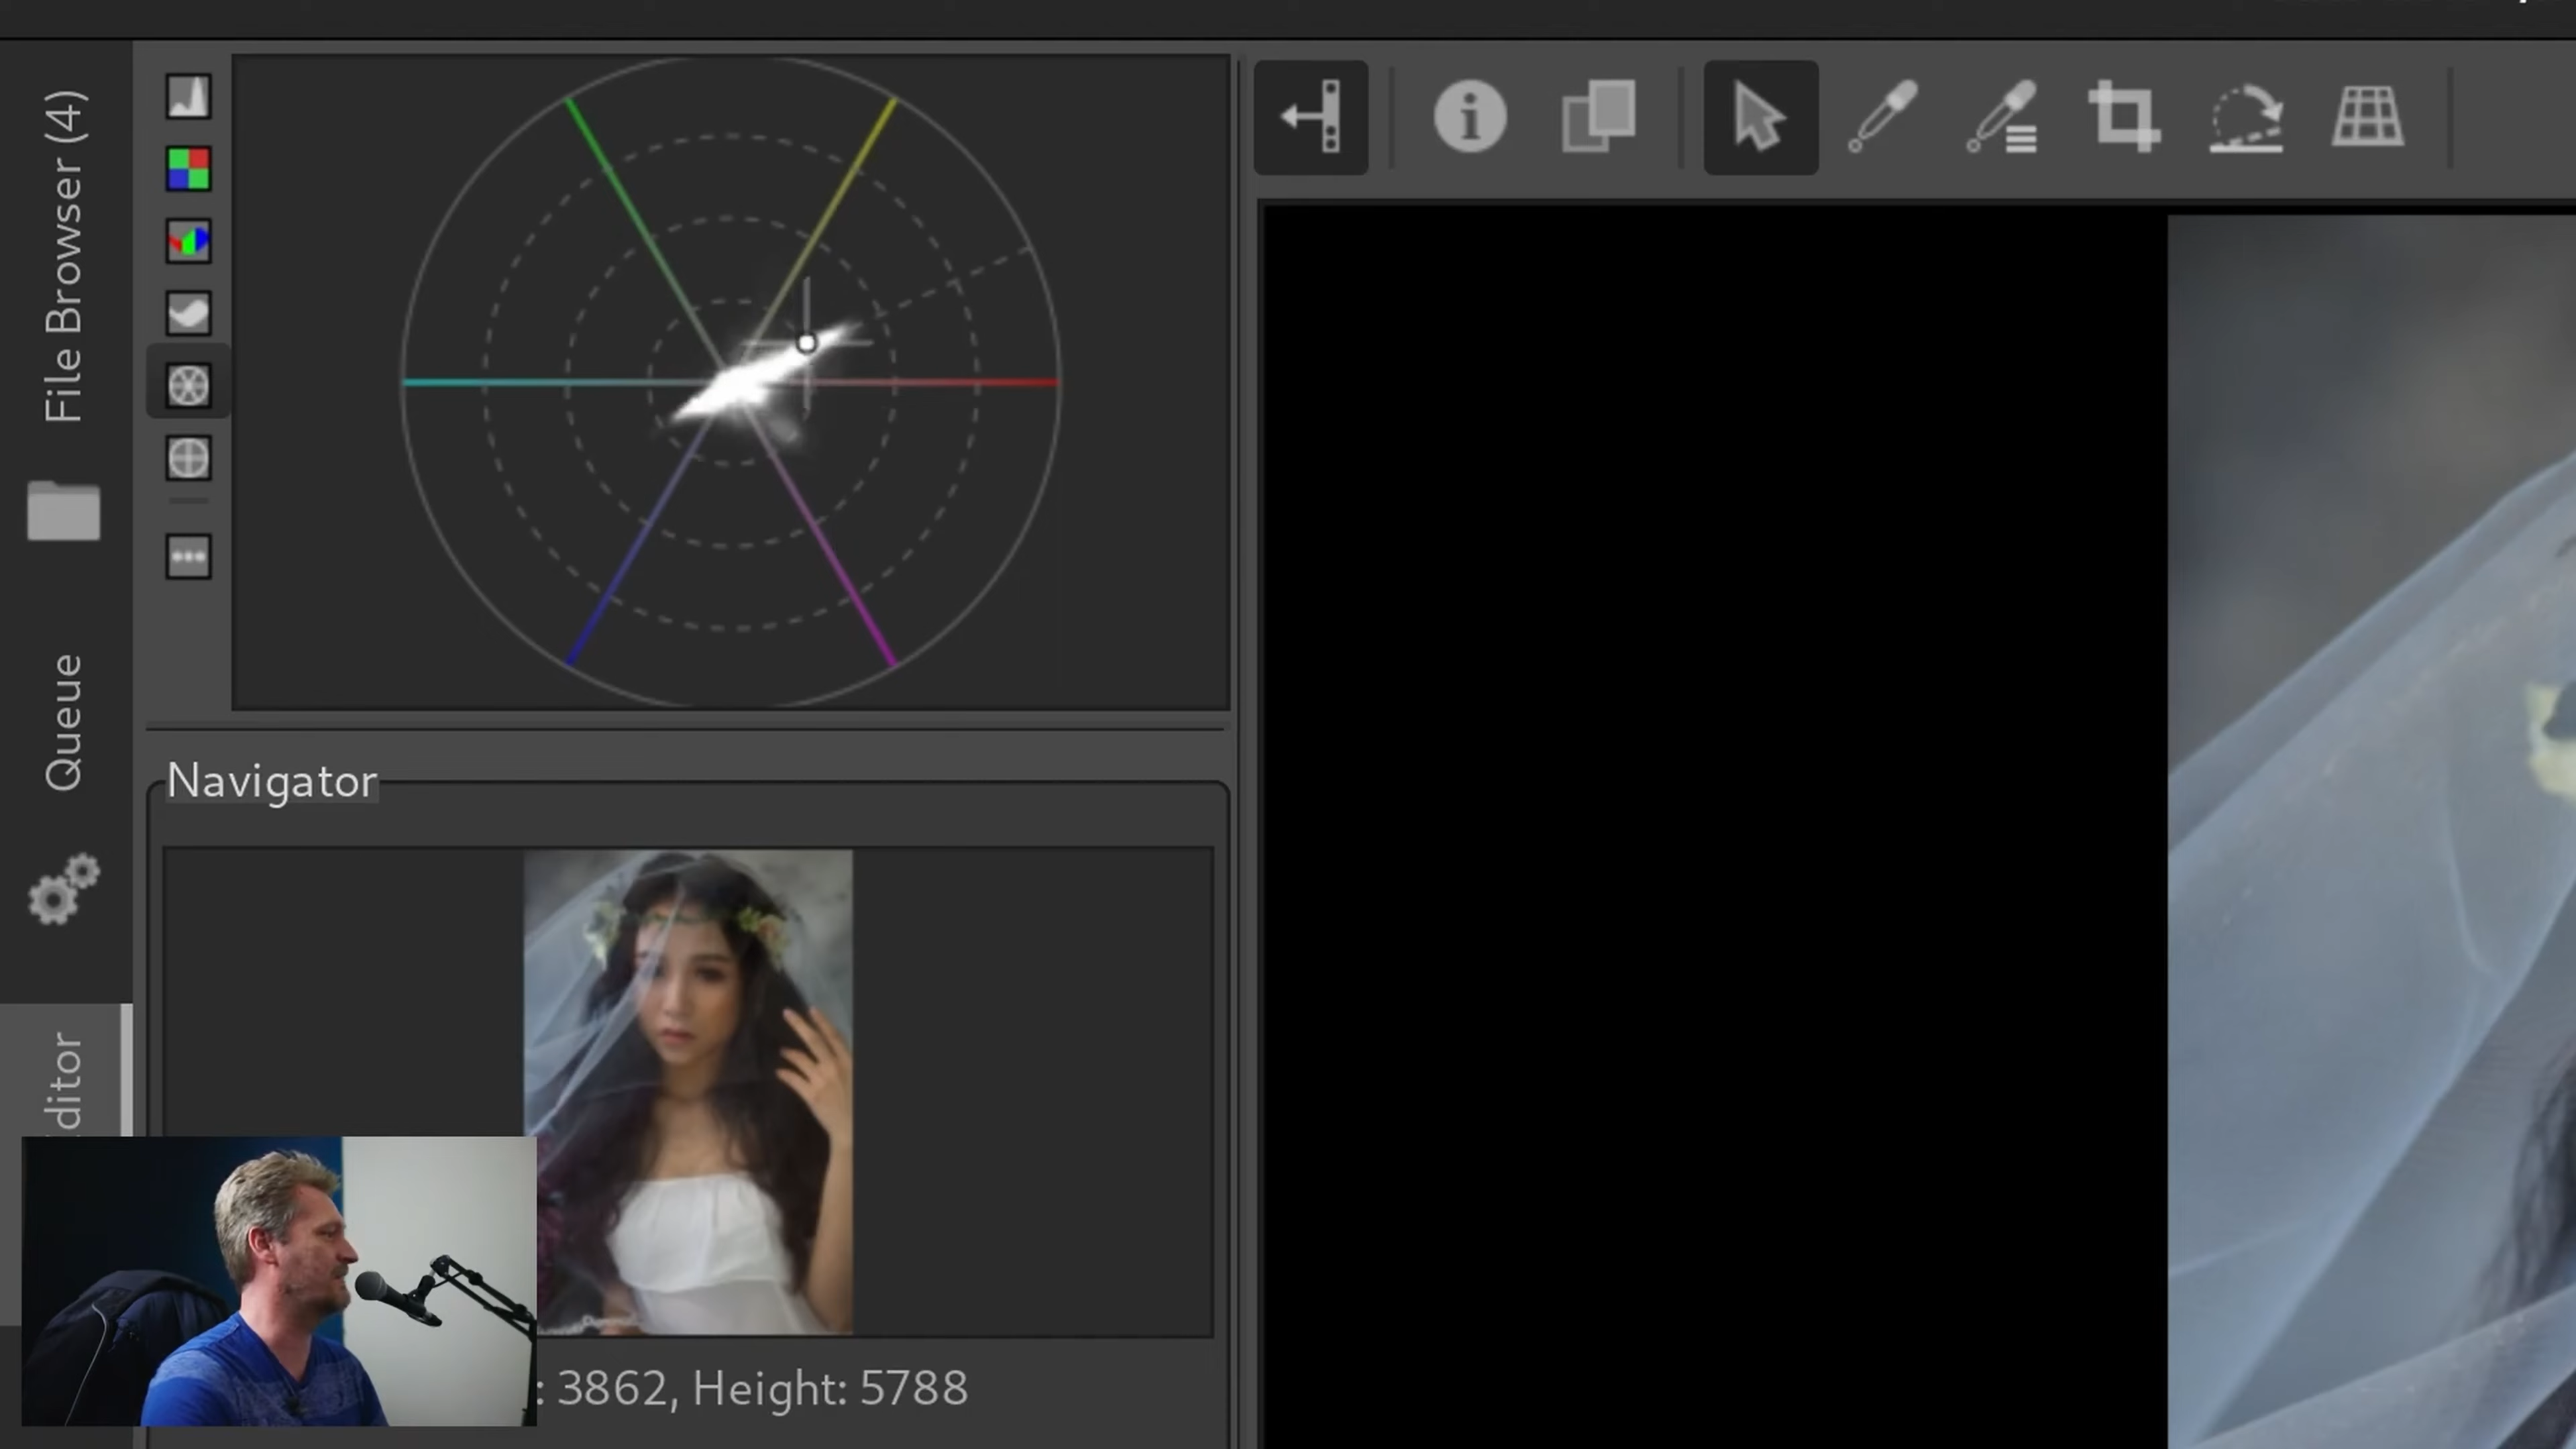 File Browser (4)
Queue
Navigator
ditor
: 3862, Height: 5788